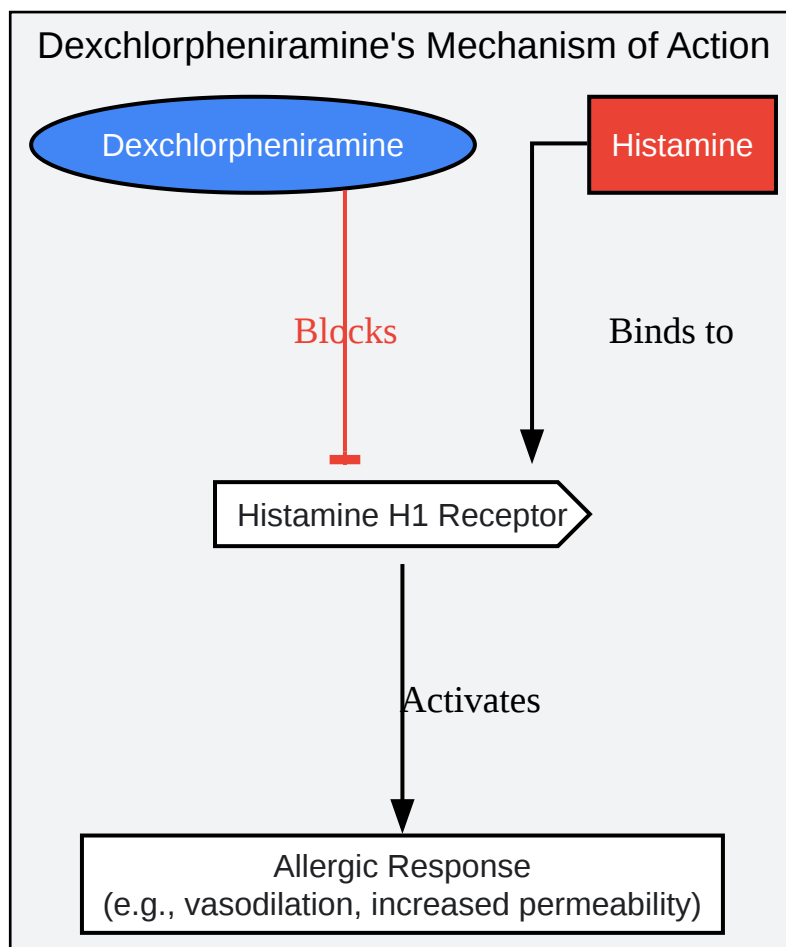 Dexchlorpheniramine's Mechanism of Action
Dexchlorpheniramine
Histamine
Blocks
Binds to
Histamine H1 Receptor
Activates
Allergic Response
(e.g., vasodilation, increased permeability)